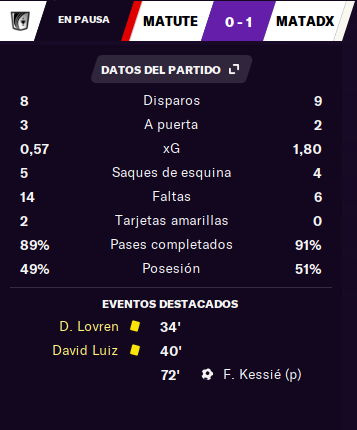 EN PAUSA MATUTE 0 - 1 MATADX
DATOS DEL PARTIDO
8 Disparos 9
3 A puerta 2
0,57 xG 1,80
5 Saques de esquina 4
14 Faltas 6
2 Tarjetas amarillas 0
89% Pases completados 91%
49% Posesión 51%
EVENTOS DESTACADOS
D. Lovren 34'
David Luiz 40'
72' F. Kessié (p)